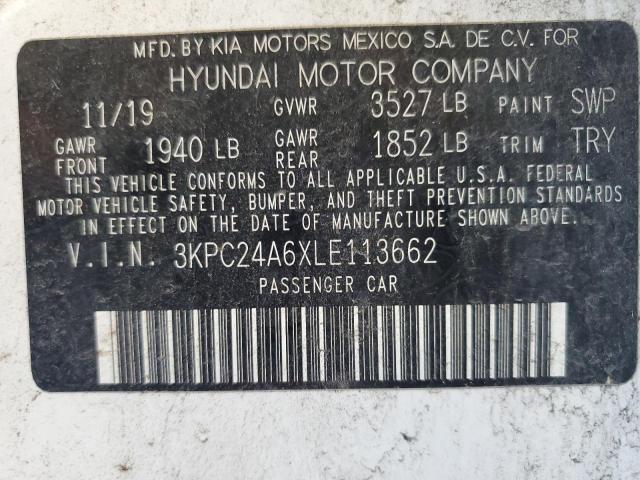 MFD. BY KIA MOTORS MEXICO S.A. DE C.V. FOR
HYUNDAI MOTOR COMPANY
11/19 GVWR 3527 LB PAINT SWP
GAWR FRONT 1940 LB GAWR REAR 1852 LB TRIM TRY
THIS VEHICLE CONFORMS TO ALL APPLICABLE U.S.A. FEDERAL
MOTOR VEHICLE SAFETY, BUMPER, AND THEFT PREVENTION STANDARDS
IN EFFECT ON THE DATE OF MANUFACTURE SHOWN ABOVE.
V.I.N. 3KPC24A6XLE113662
PASSENGER CAR